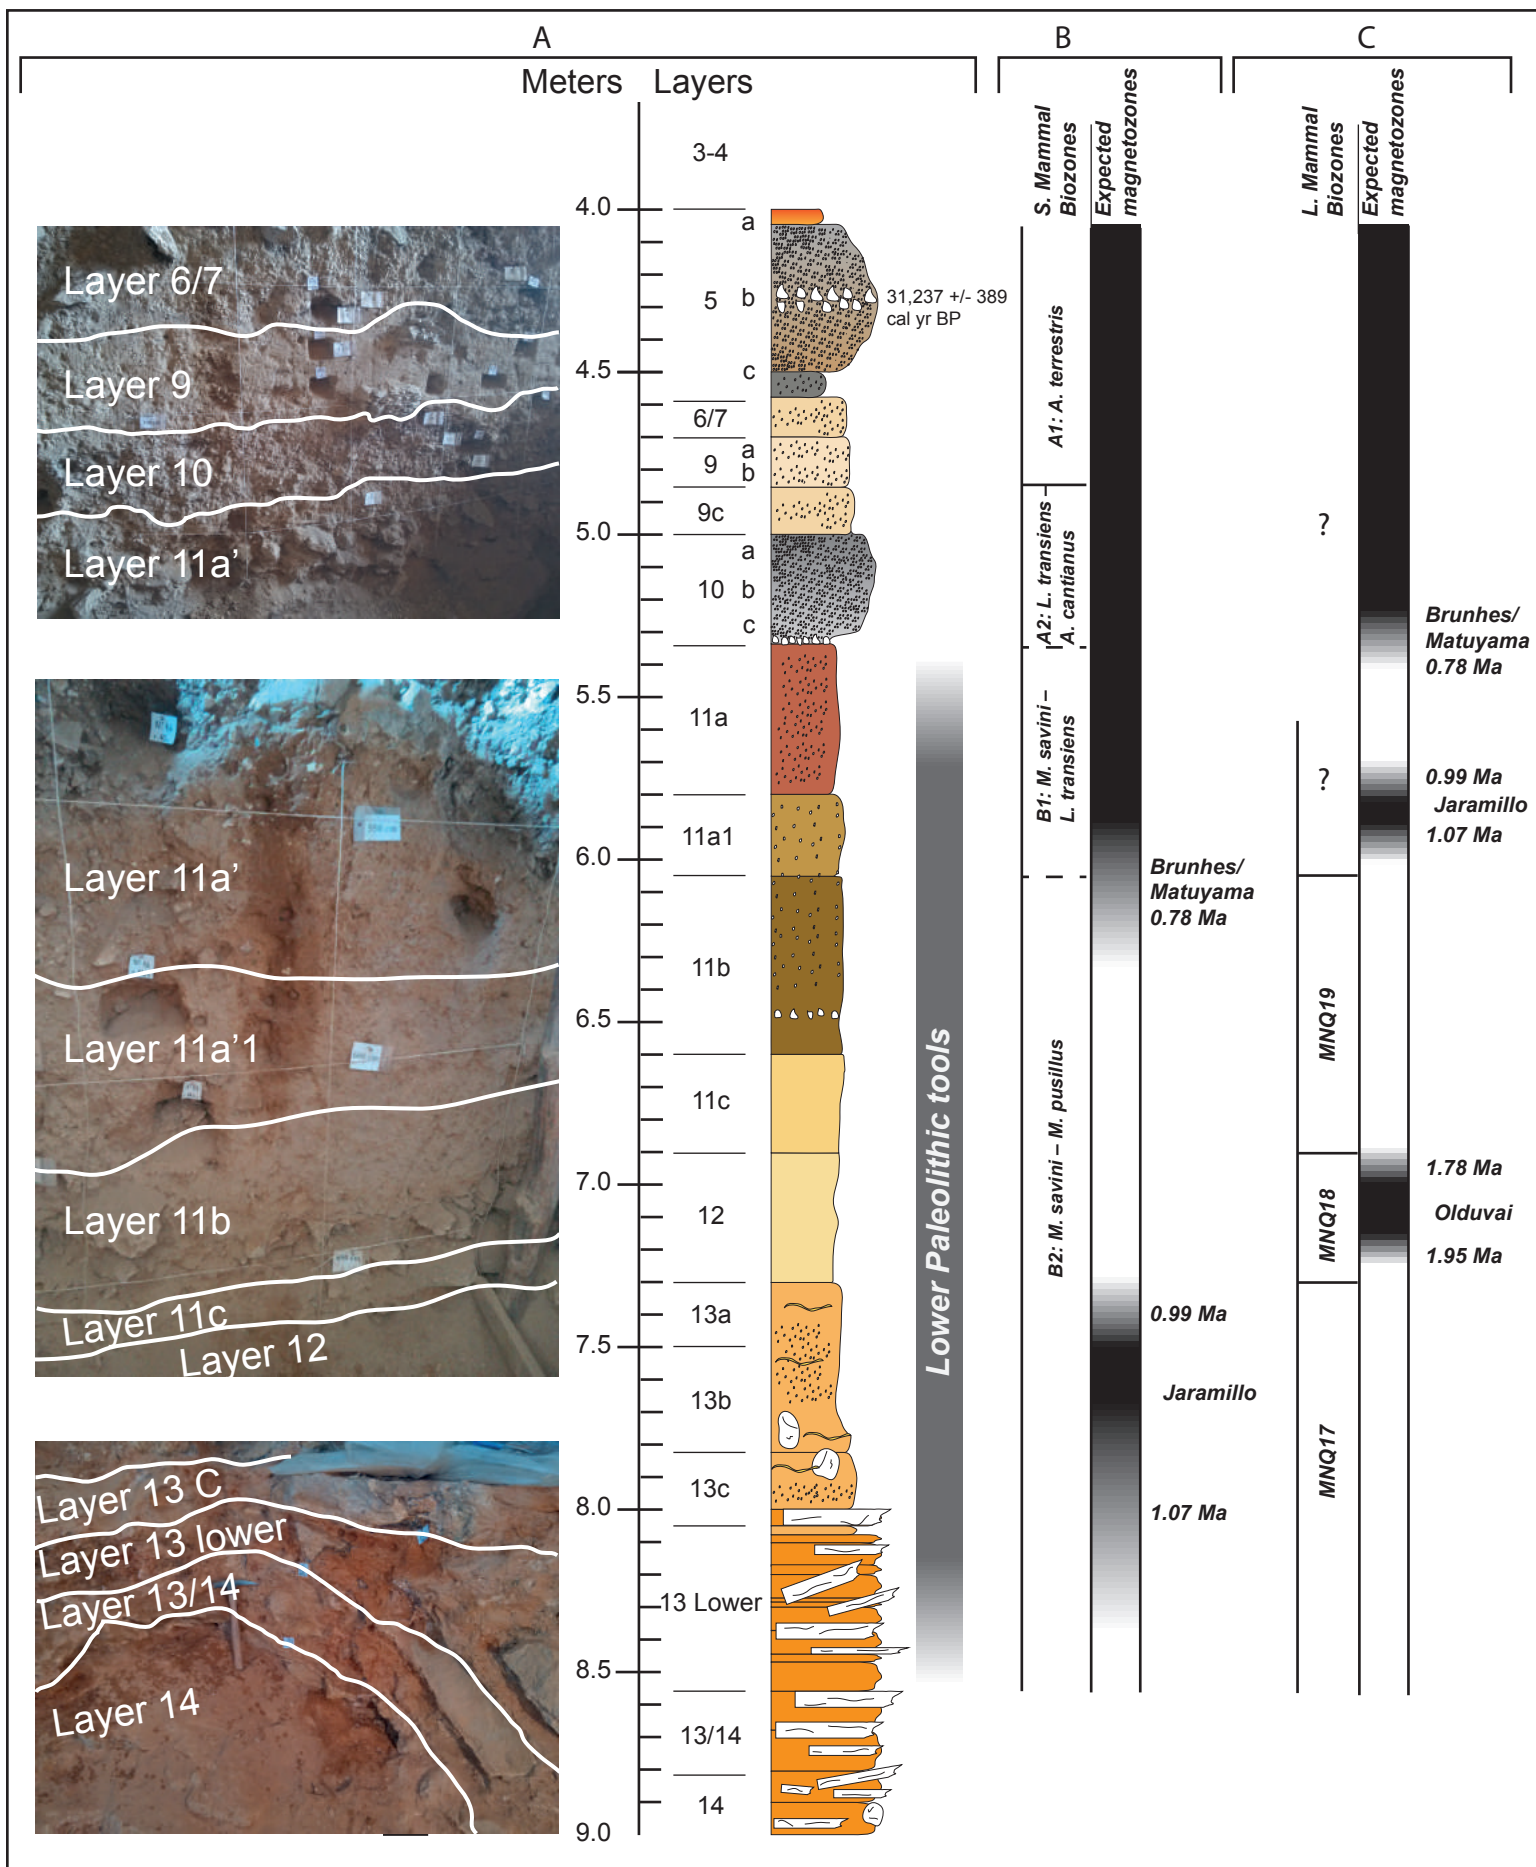 A
B
C
Meters
Layers
S. Mammal
Biozones
Expected
magnetozones
L. Mammal
Biozones
Expected
magnetozones
3-4
4.0
a
5
b
31,237 +/- 389
cal yr BP
c
4.5
6/7
9
a
b
9c
5.0
a
10
b
c
5.5
11a
11a1
6.0
11b
6.5
11c
7.0
12
13a
7.5
13b
13c
8.0
13 Lower
8.5
13/14
14
9.0
Layer 6/7
Layer 9
Layer 10
Layer 11a’
Layer 11a’
Layer 11a’1
Layer 11b
Layer 11c
Layer 12
Layer 13 C
Layer 13 lower
Layer 13/14
Layer 14
Lower Paleolithic tools
A1: A. terrestris
A2: L. transiens –
A. cantianus
B1: M. savini –
L. transiens
B2: M. savini – M. pusillus
Brunhes/
Matuyama
0.78 Ma
0.99 Ma
Jaramillo
1.07 Ma
?
?
MNQ19
MNQ18
MNQ17
Brunhes/
Matuyama
0.78 Ma
0.99 Ma
Jaramillo
1.07 Ma
1.78 Ma
Olduvai
1.95 Ma